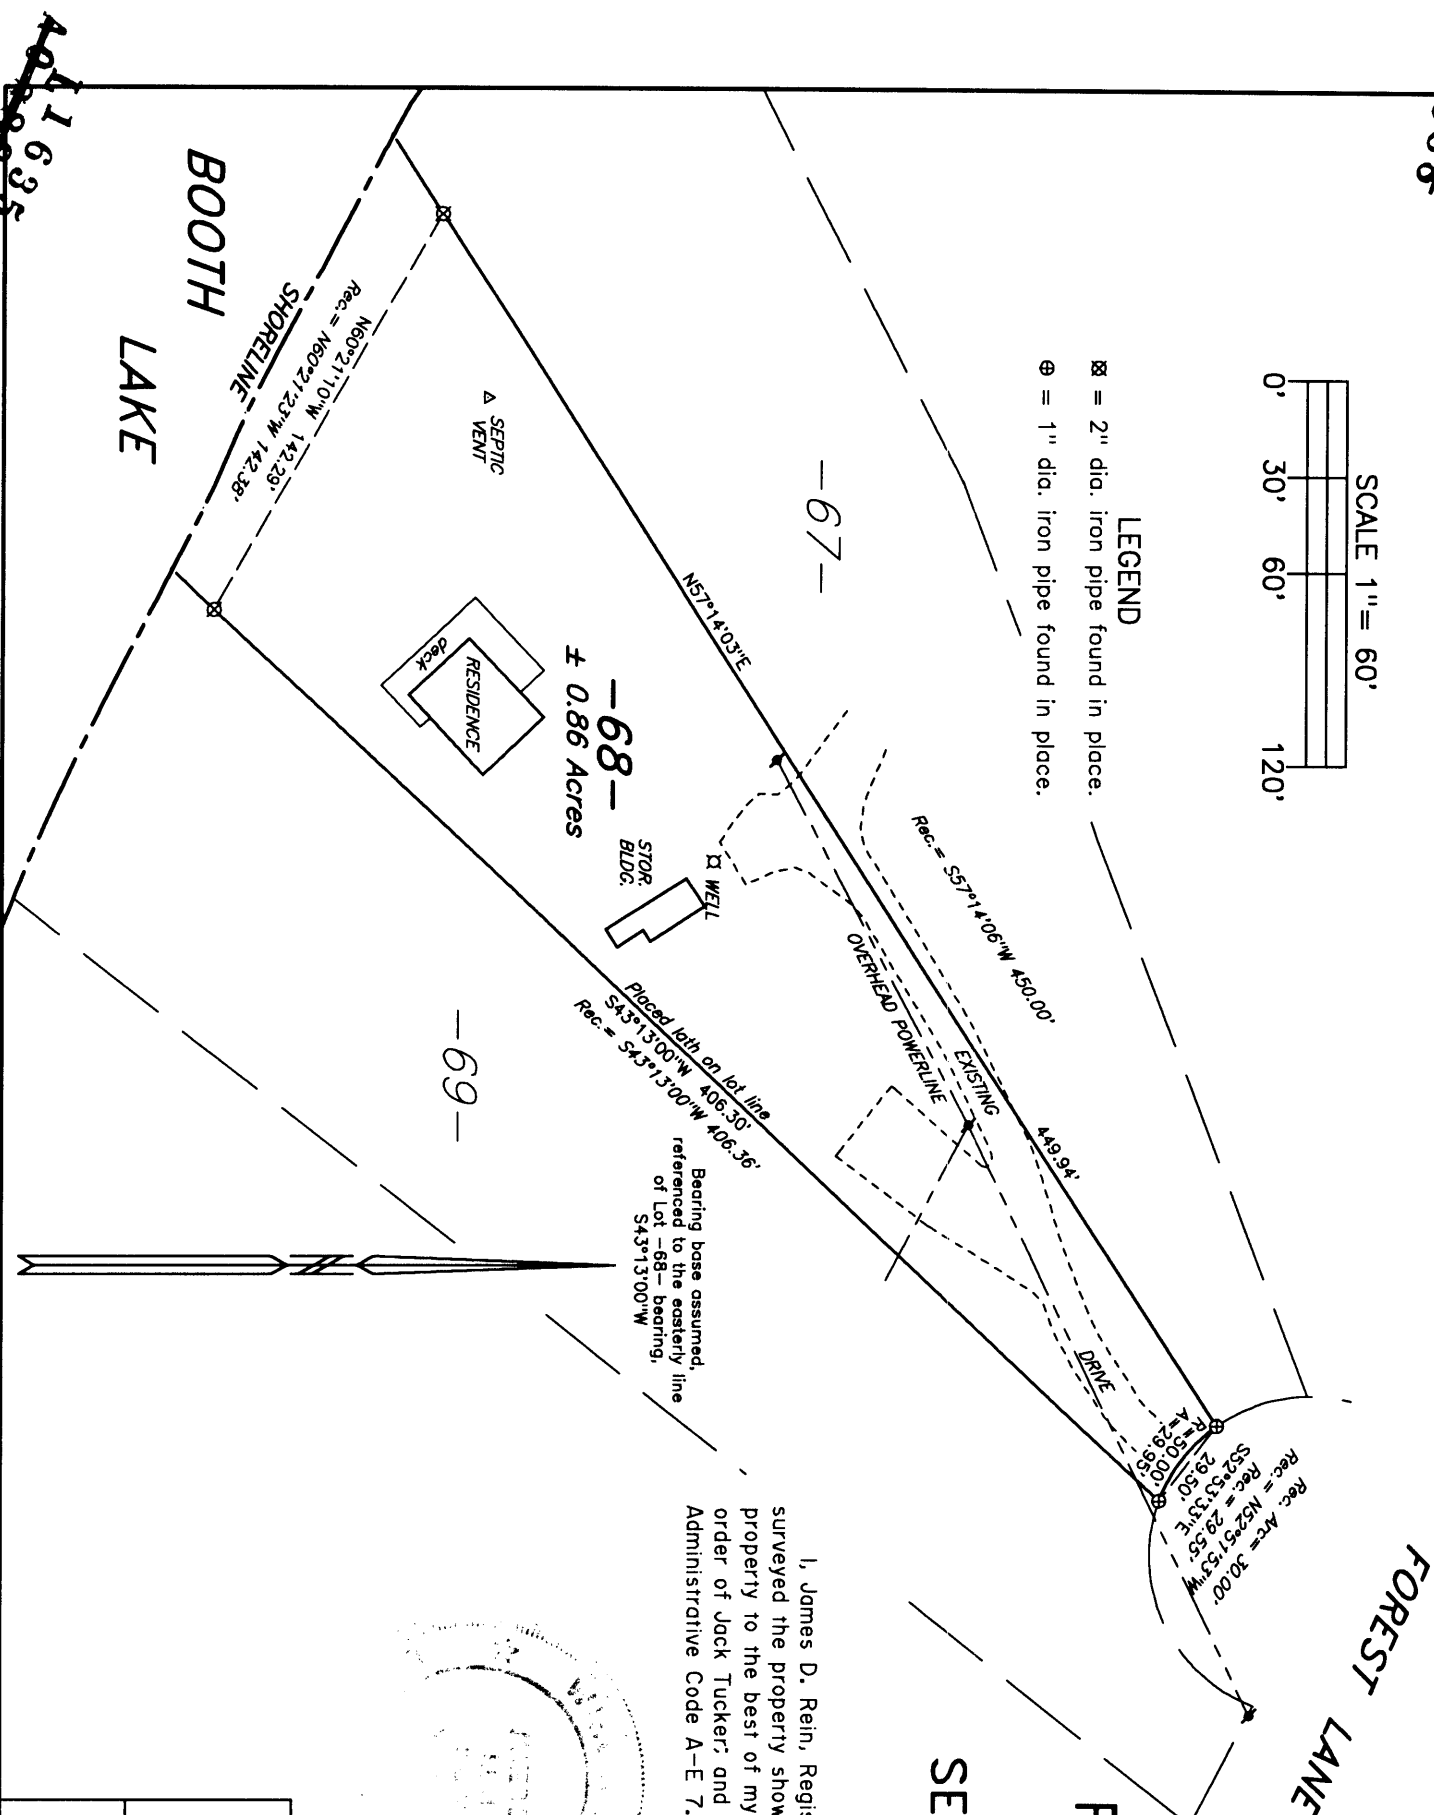 L1635
BOOTH
LAKE
SHORELINE
Rec.= N60°21'23"W 142.38'
N60°21'10"W 142.29'
SCALE 1"= 60'
0' 30' 60' 120'
LEGEND
= 2" dia. iron pipe found in place.
= 1" dia. iron pipe found in place.
-67-
N57°14'03"E
449.94'
Rec.= S57°14'06"W 450.00'
SEPTIC
VENT
deck
RESIDENCE
-68-
± 0.86 Acres
STOR.
BLDG.
WELL
OVERHEAD POWERLINE
EXISTING
DRIVE
Placed lath on lot line
S43°13'00"W 406.30'
Rec.= S43°13'00"W 406.36'
-69-
Bearing base assumed,
referenced to the easterly line
of Lot -68- bearing,
S43°13'00"W
R=50.00'
A=29.95'
29.50'
S52°53'33"E
Rec.= 29.55'
Rec.= N52°51'53"W
Rec. Arc= 30.00'
FOREST LANE
I, James D. Rein, Regis
surveyed the property show
property to the best of my
order of Jack Tucker; and
Administrative Code A-E 7.
SE